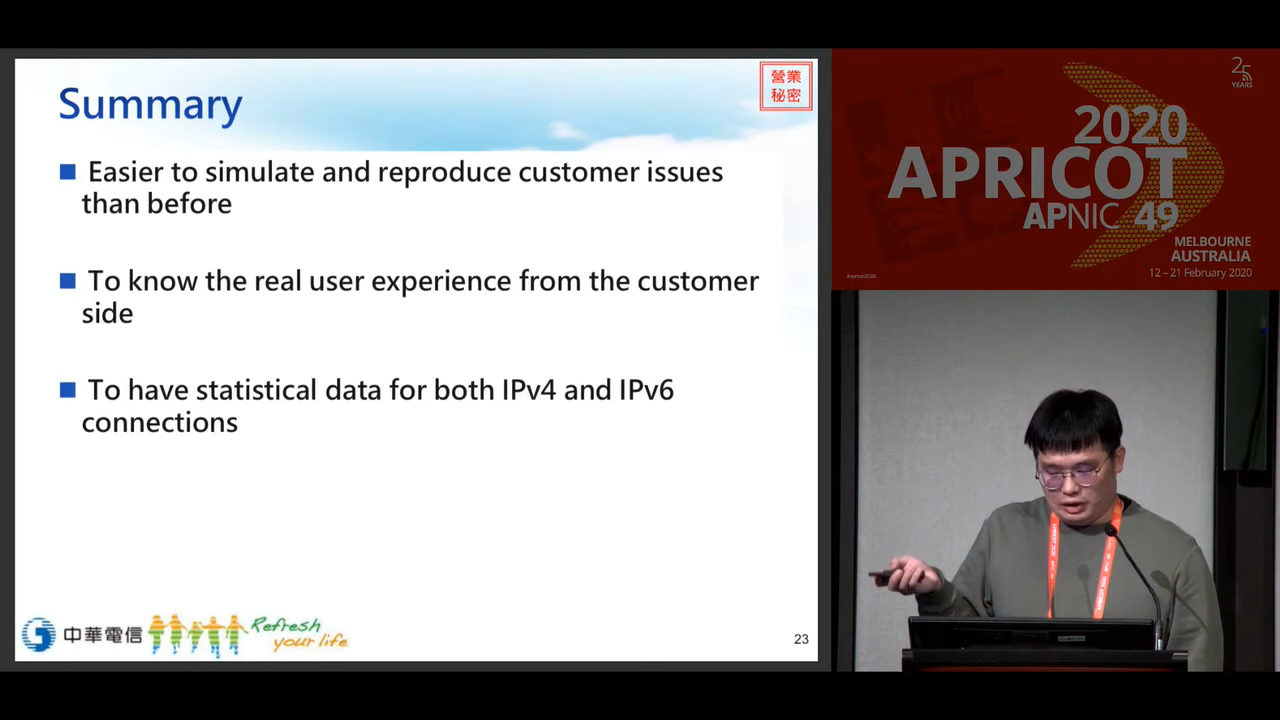 Summary
營業
秘密
Easier to simulate and reproduce customer issues
than before
To know the real user experience from the customer
side
To have statistical data for both IPv4 and IPv6
connections
中華電信
Refresh
your life
23
25
YEARS
2020
APRICOT
APNIC 49
MELBOURNE
AUSTRALIA
12 – 21 February 2020